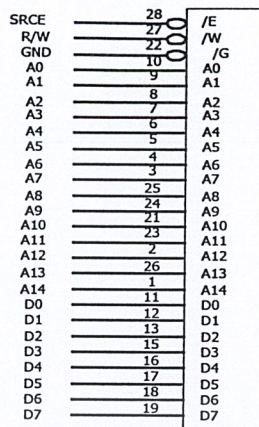 SRCE 28 /E
R/W 27 /W
GND 22 /G
A0 10 A0
A1 9 A1
A2 8 A2
A3 7 A3
A4 6 A4
A5 5 A5
A6 4 A6
A7 3 A7
A8 25 A8
A9 24 A9
A10 21 A10
A11 23 A11
A12 2 A12
A13 26 A13
A14 1 A14
D0 11 D0
D1 12 D1
D2 13 D2
D3 15 D3
D4 16 D4
D5 17 D5
D6 18 D6
D7 19 D7